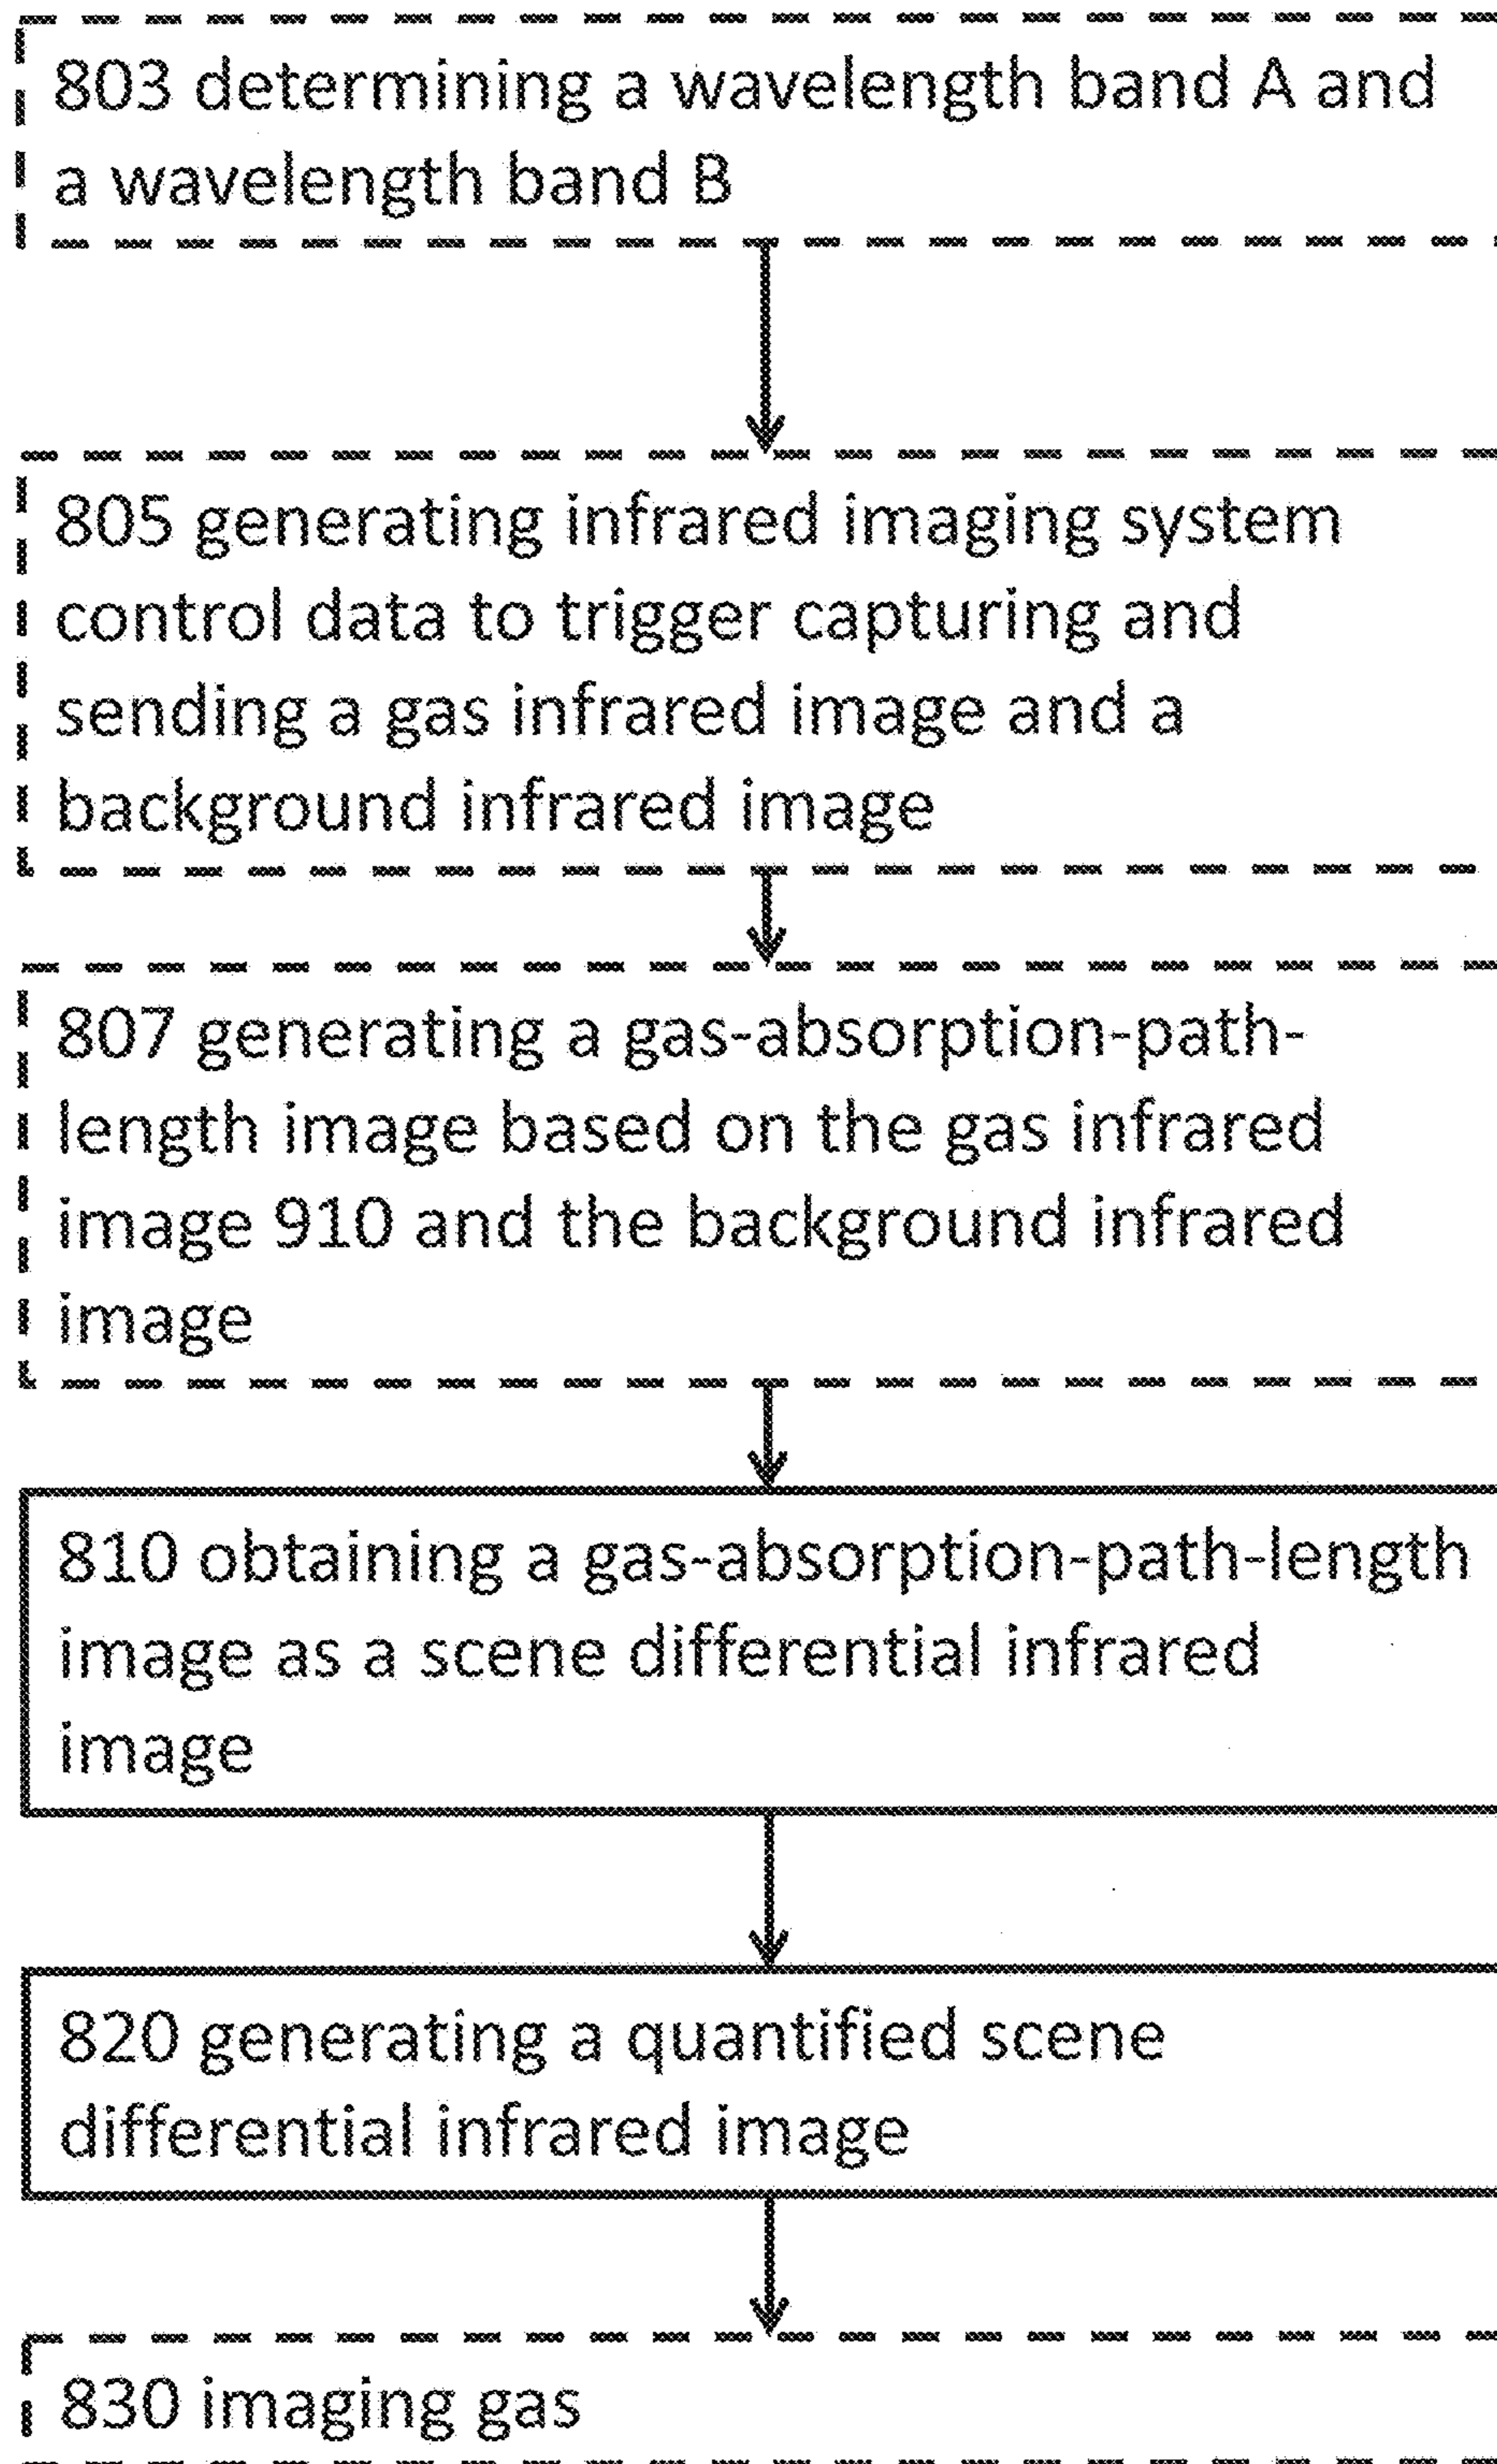 803 determining a wavelength band A and
a wavelength band B
805 generating infrared imaging system
control data to trigger capturing and
sending a gas infrared image and a
background infrared image
807 generating a gas-absorption-path-
length image based on the gas infrared
image 910 and the background infrared
image
810 obtaining a gas-absorption-path-length
image as a scene differential infrared
image
820 generating a quantified scene
differential infrared image
830 imaging gas